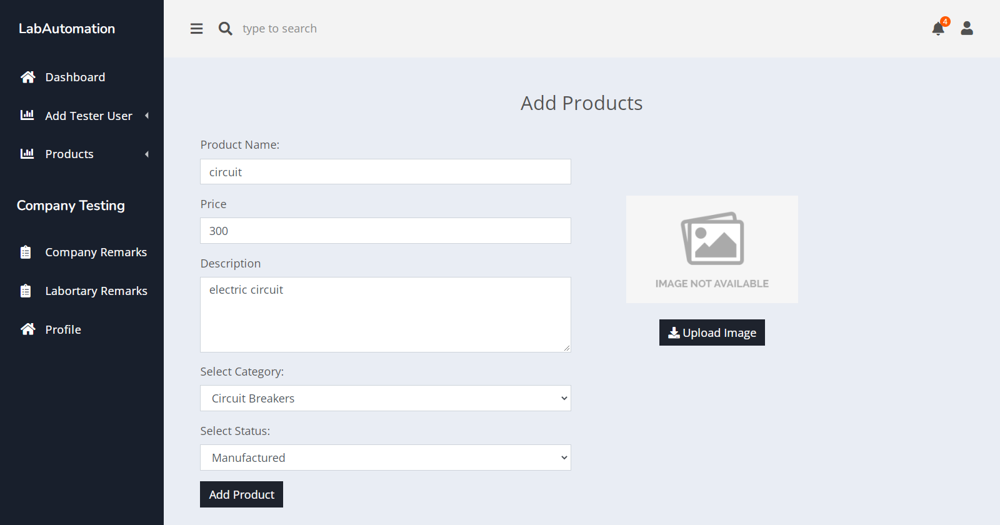 LabAutomation
Dashboard
Add Tester User
Products
Company Testing
Company Remarks
Labortary Remarks
Profile
type to search
4
Add Products
Product Name:
circuit
Price
300
Description
electric circuit
Select Category:
Circuit Breakers
Select Status:
Manufactured
Add Product
IMAGE NOT AVAILABLE
Upload Image